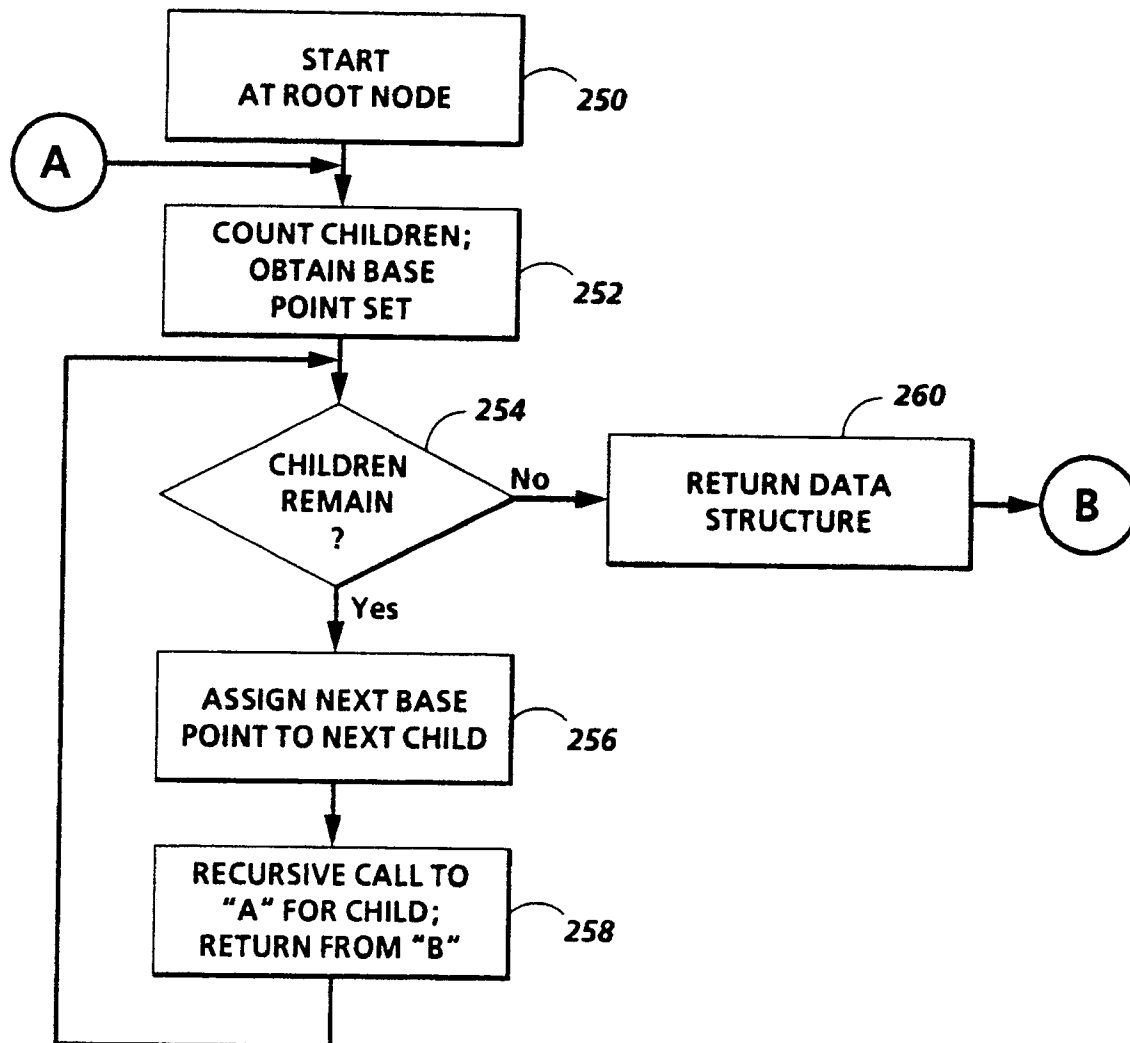 START
AT ROOT NODE
250
A
COUNT CHILDREN;
OBTAIN BASE
POINT SET
252
254
CHILDREN
REMAIN
?
No
260
RETURN DATA
STRUCTURE
B
Yes
ASSIGN NEXT BASE
POINT TO NEXT CHILD
256
RECURSIVE CALL TO
"A" FOR CHILD;
RETURN FROM "B"
258